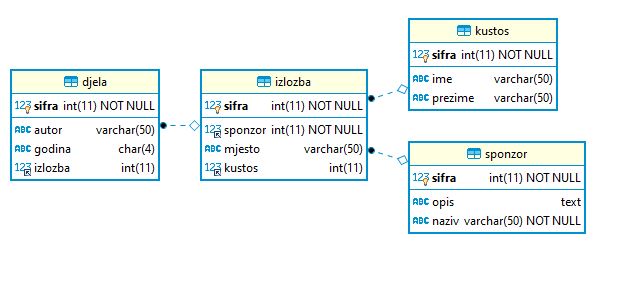 djela
123 sifra int(11) NOT NULL
ABC autor varchar(50)
ABC godina char(4)
123 izlozba int(11)
izlozba
123 sifra int(11) NOT NULL
123 sponzor int(11) NOT NULL
ABC mjesto varchar(50)
123 kustos int(11)
kustos
123 sifra int(11) NOT NULL
ABC ime varchar(50)
ABC prezime varchar(50)
sponzor
123 sifra int(11) NOT NULL
ABC opis text
ABC naziv varchar(50) NOT NULL